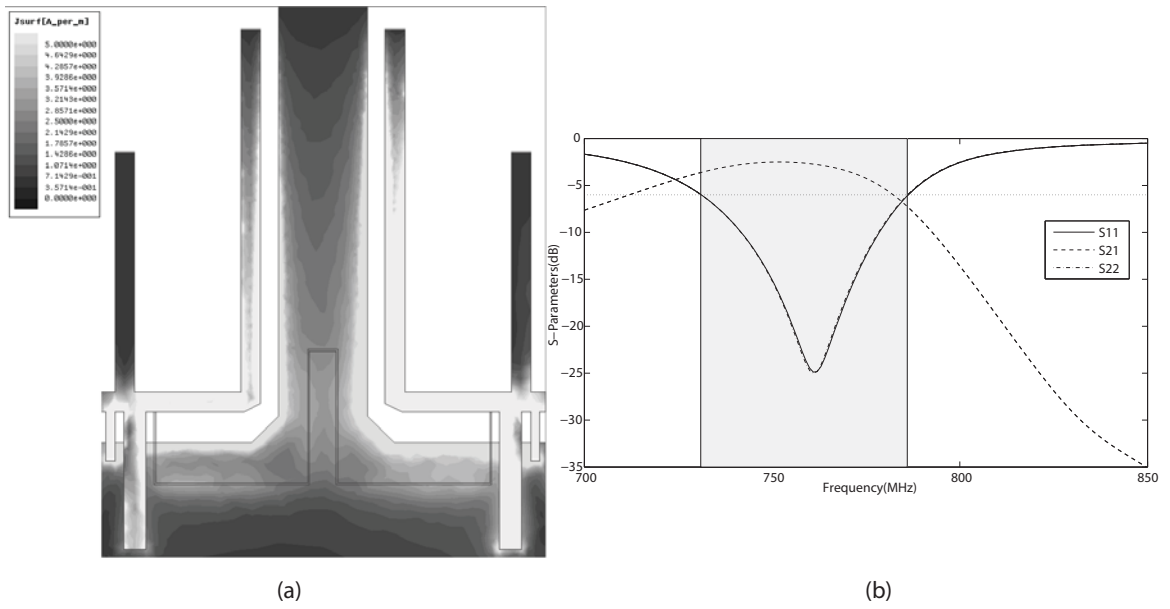 Jsurf[A_per_m]
5.0000e+000
4.6429e+000
4.2857e+000
3.9286e+000
3.5714e+000
3.2143e+000
2.8571e+000
2.5000e+000
2.1429e+000
1.7857e+000
1.4286e+000
1.0714e+000
7.1429e-001
3.5714e-001
0.0000e+000
(a)
S-Parameters(dB)
0
-5
-10
-15
-20
-25
-30
-35
700
750
800
850
Frequency(MHz)
S11
S21
S22
(b)